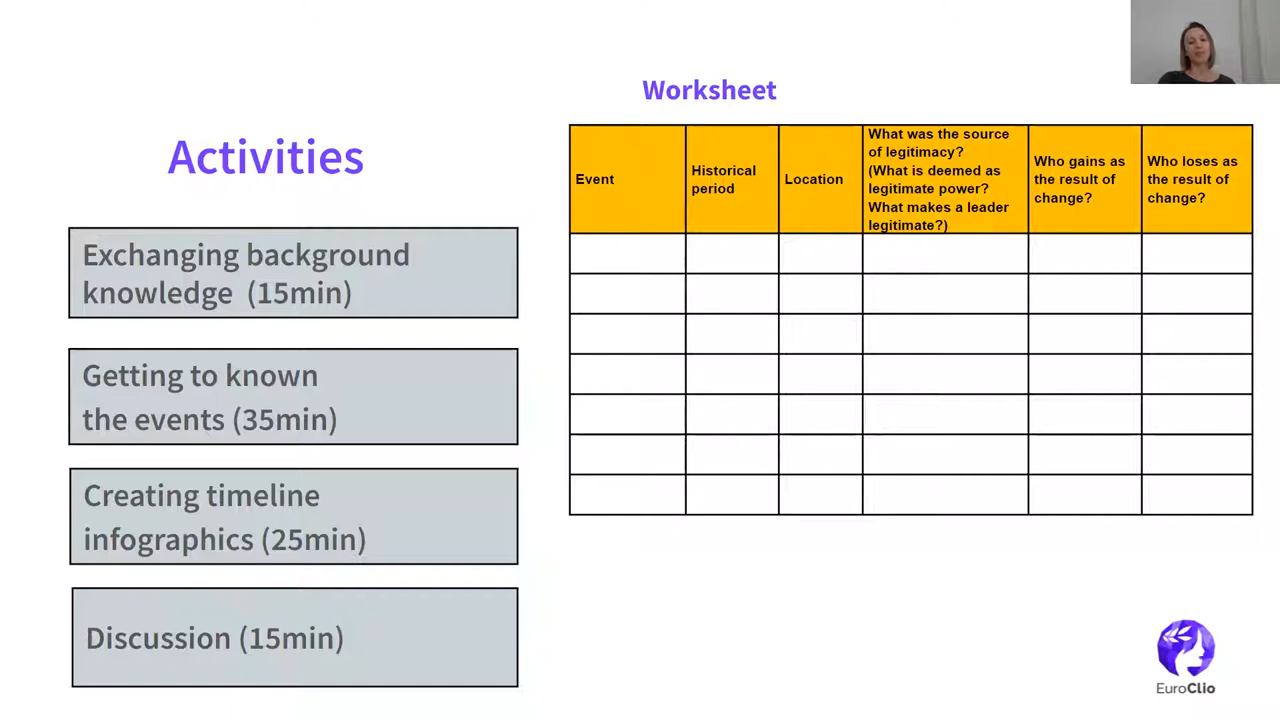 Activities
Exchanging background
knowledge (15min)
Getting to known
the events (35min)
Creating timeline
infographics (25min)
Discussion (15min)
Worksheet
Event
Historical
period
Location
What was the source
of legitimacy?
(What is deemed as
legitimate power?
What makes a leader
legitimate?)
Who gains as
the result of
change?
Who loses as
the result of
change?
EuroClio